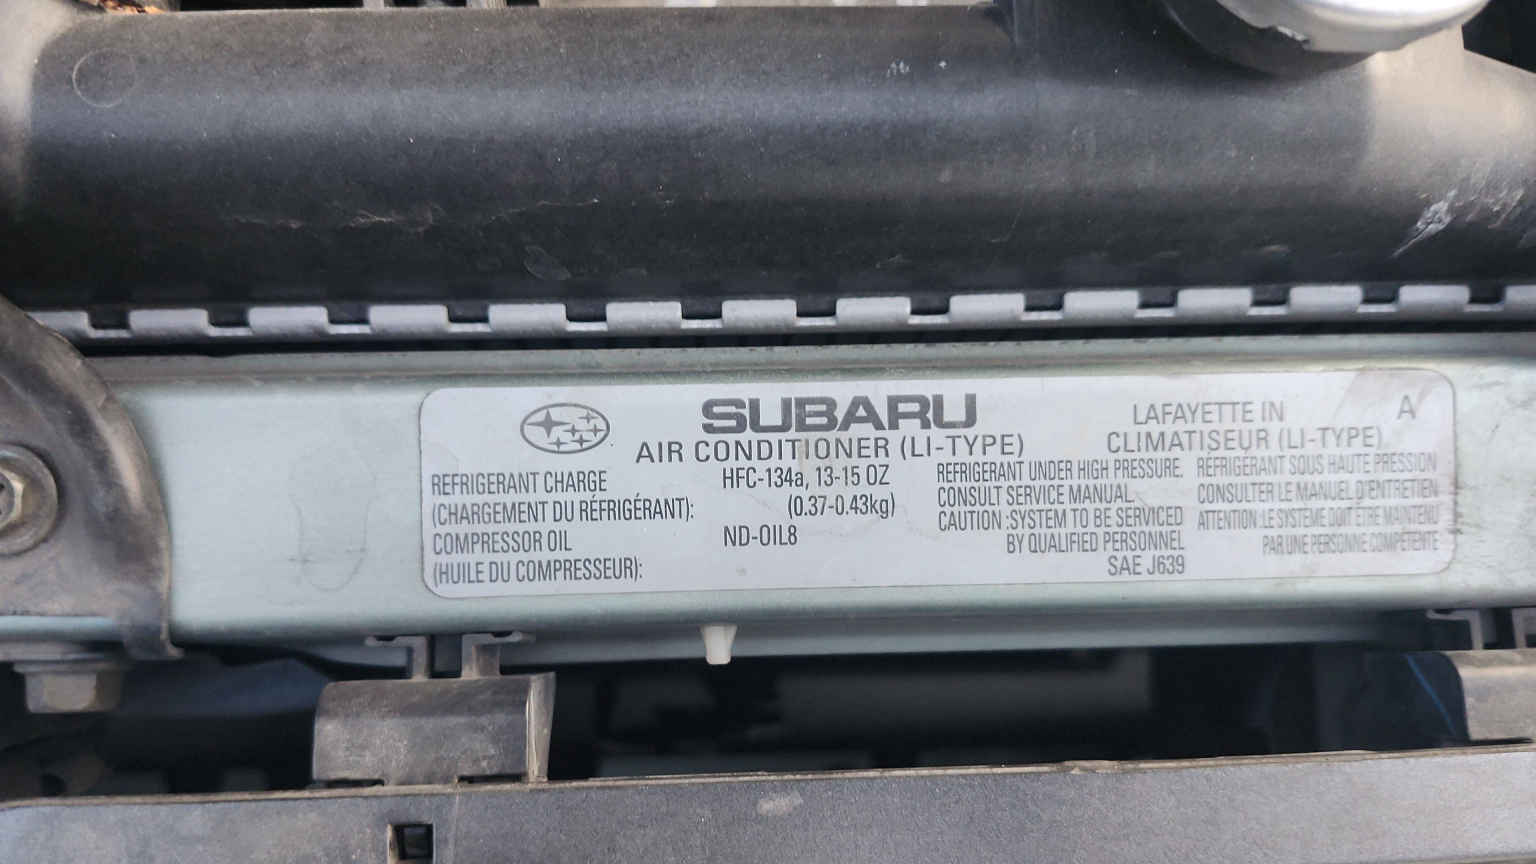 SUBARU
AIR CONDITIONER (LI-TYPE)
LAFAYETTE IN
CLIMATISEUR (LI-TYPE)
A
REFRIGERANT CHARGE
(CHARGEMENT DU RÉFRIGÉRANT):
COMPRESSOR OIL
(HUILE DU COMPRESSEUR):
HFC-134a, 13-15 OZ
(0.37-0.43kg)
ND-OIL8
REFRIGERANT UNDER HIGH PRESSURE.
CONSULT SERVICE MANUAL.
CAUTION :SYSTEM TO BE SERVICED
BY QUALIFIED PERSONNEL
SAE J639
RÉFRIGÉRANT SOUS HAUTE PRESSION
CONSULTER LE MANUEL D'ENTRETIEN
ATTENTION :LE SYSTÈME DOIT ÊTRE MAINTENU
PAR UNE PERSONNE COMPÉTENTE